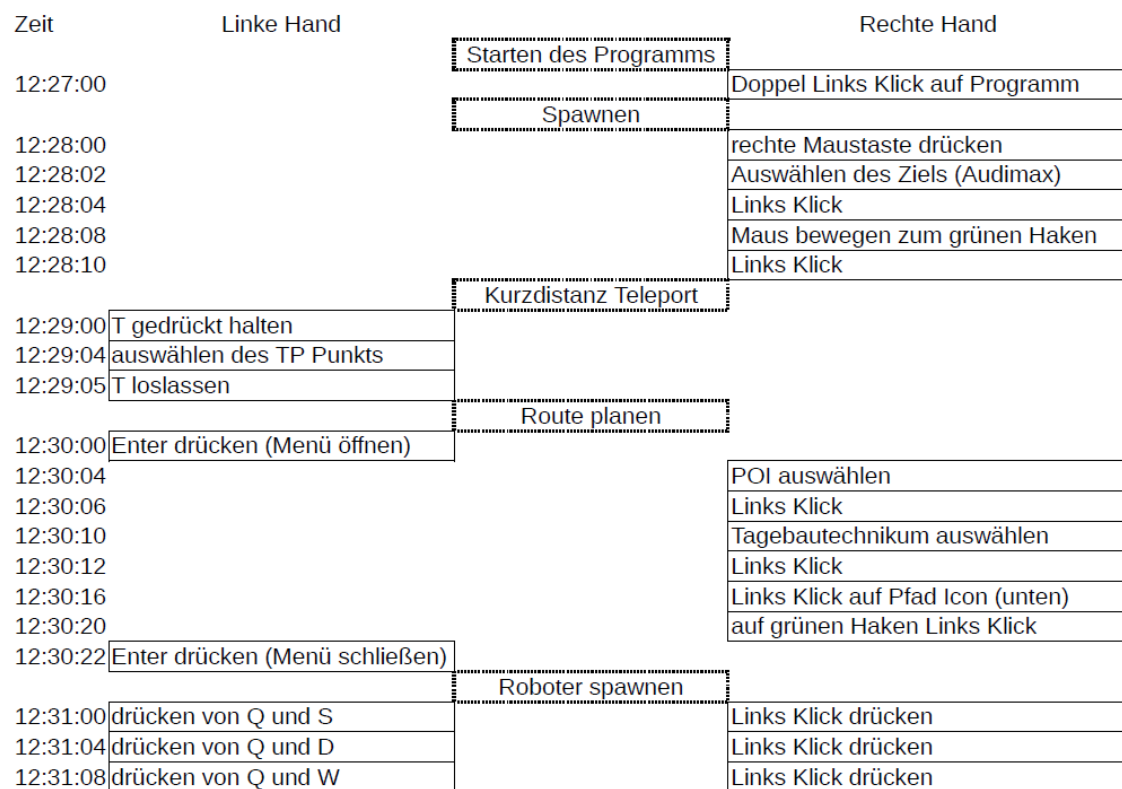 Zeit Linke Hand Rechte Hand
Starten des Programms
12:27:00 Doppel Links Klick auf Programm
Spawnen
12:28:00 rechte Maustaste drücken
12:28:02 Auswählen des Ziels (Audimax)
12:28:04 Links Klick
12:28:08 Maus bewegen zum grünen Haken
12:28:10 Links Klick
Kurzdistanz Teleport
12:29:00 T gedrückt halten
12:29:04 auswählen des TP Punkts
12:29:05 T loslassen
Route planen
12:30:00 Enter drücken (Menü öffnen)
12:30:04 POI auswählen
12:30:06 Links Klick
12:30:10 Tagebautechnikum auswählen
12:30:12 Links Klick
12:30:16 Links Klick auf Pfad Icon (unten)
12:30:20 auf grünen Haken Links Klick
12:30:22 Enter drücken (Menü schließen)
Roboter spawnen
12:31:00 drücken von Q und S Links Klick drücken
12:31:04 drücken von Q und D Links Klick drücken
12:31:08 drücken von Q und W Links Klick drücken